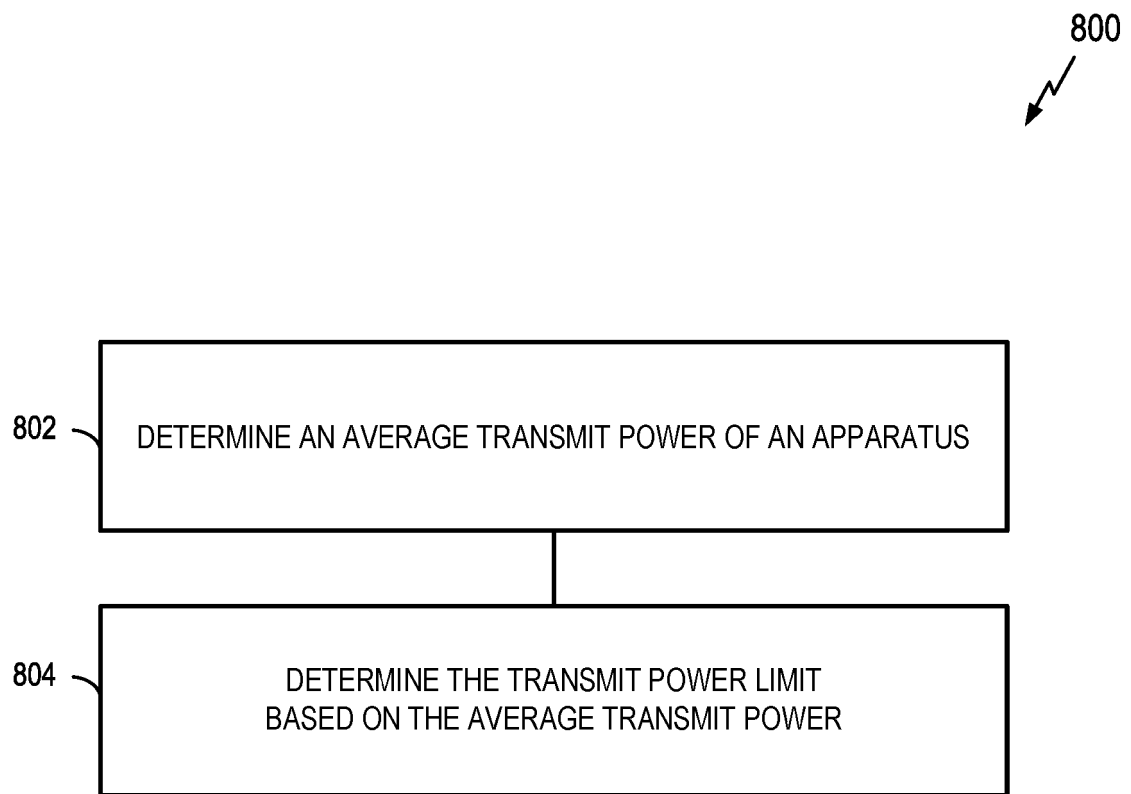 800
802
DETERMINE AN AVERAGE TRANSMIT POWER OF AN APPARATUS
804
DETERMINE THE TRANSMIT POWER LIMIT
BASED ON THE AVERAGE TRANSMIT POWER